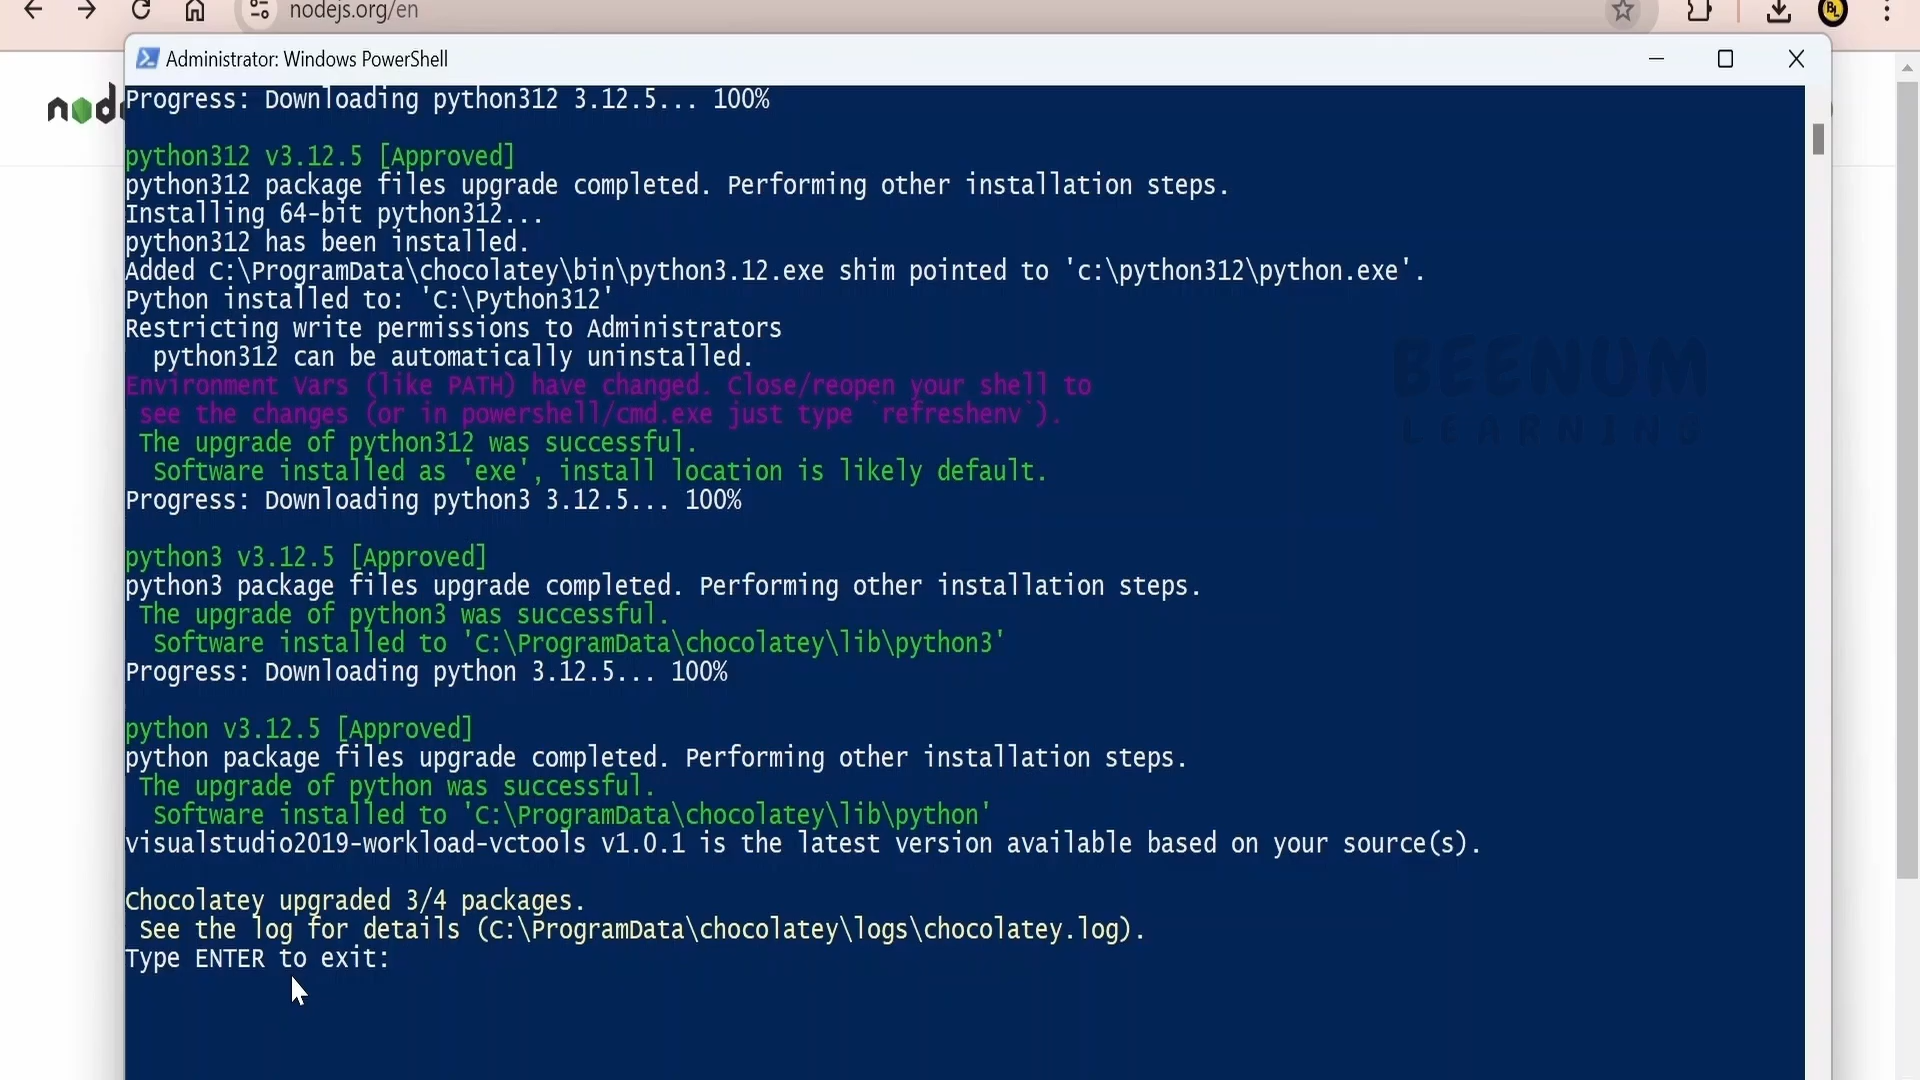 nodejs.org/en
BL
Administrator: Windows PowerShell
nod
Progress: Downloading python312 3.12.5... 100%
python312 v3.12.5 [Approved]
python312 package files upgrade completed. Performing other installation steps.
Installing 64-bit python312...
python312 has been installed.
Added C:\ProgramData\chocolatey\bin\python3.12.exe shim pointed to 'c:\python312\python.exe'.
Python installed to: 'C:\Python312'
Restricting write permissions to Administrators
python312 can be automatically uninstalled.
Environment Vars (like PATH) have changed. Close/reopen your shell to
see the changes (or in powershell/cmd.exe just type `refreshenv`).
The upgrade of python312 was successful.
Software installed as 'exe', install location is likely default.
Progress: Downloading python3 3.12.5... 100%
python3 v3.12.5 [Approved]
python3 package files upgrade completed. Performing other installation steps.
The upgrade of python3 was successful.
Software installed to 'C:\ProgramData\chocolatey\lib\python3'
Progress: Downloading python 3.12.5... 100%
python v3.12.5 [Approved]
python package files upgrade completed. Performing other installation steps.
The upgrade of python was successful.
Software installed to 'C:\ProgramData\chocolatey\lib\python'
visualstudio2019-workload-vctools v1.0.1 is the latest version available based on your source(s).
Chocolatey upgraded 3/4 packages.
See the log for details (C:\ProgramData\chocolatey\logs\chocolatey.log).
Type ENTER to exit:
BEENUM
LEARNING